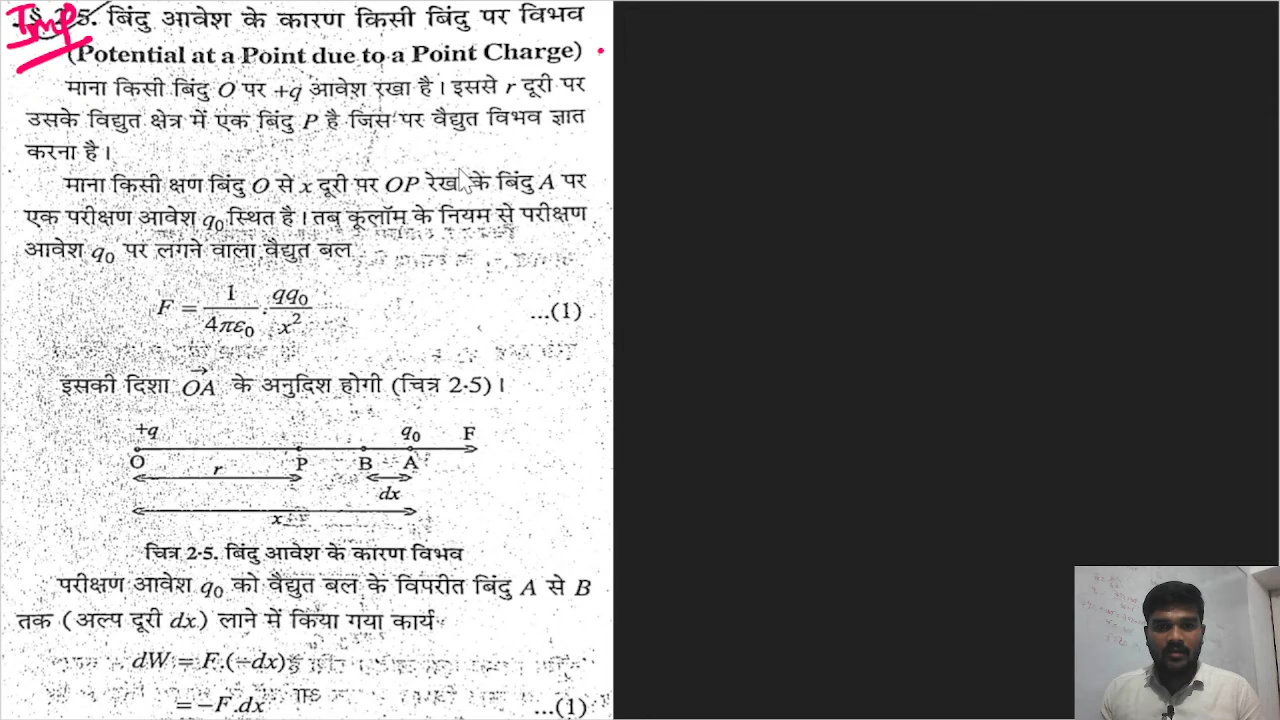 Imp
§ 2·5. बिंदु आवेश के कारण किसी बिंदु पर विभव
(Potential at a Point due to a Point Charge)
माना किसी बिंदु O पर +q आवेश रखा है। इससे r दूरी पर
उसके विद्युत क्षेत्र में एक बिंदु P है जिस पर वैद्युत विभव ज्ञात
करना है।
माना किसी क्षण बिंदु O से x दूरी पर OP रेखा के बिंदु A पर
एक परीक्षण आवेश q₀ स्थित है। तब कूलॉम के नियम से परीक्षण
आवेश q₀ पर लगने वाला वैद्युत बल
F = 1/4πε₀ · qq₀/x² ...(1)
इसकी दिशा O⃗A⃗ के अनुदिश होगी (चित्र 2·5)।
+q q₀ F
O r P B A
dx
x
चित्र 2·5. बिंदु आवेश के कारण विभव
परीक्षण आवेश q₀ को वैद्युत बल के विपरीत बिंदु A से B
तक (अल्प दूरी dx) लाने में किया गया कार्य
dW = F.(−dx)
= −F.dx ...(1)